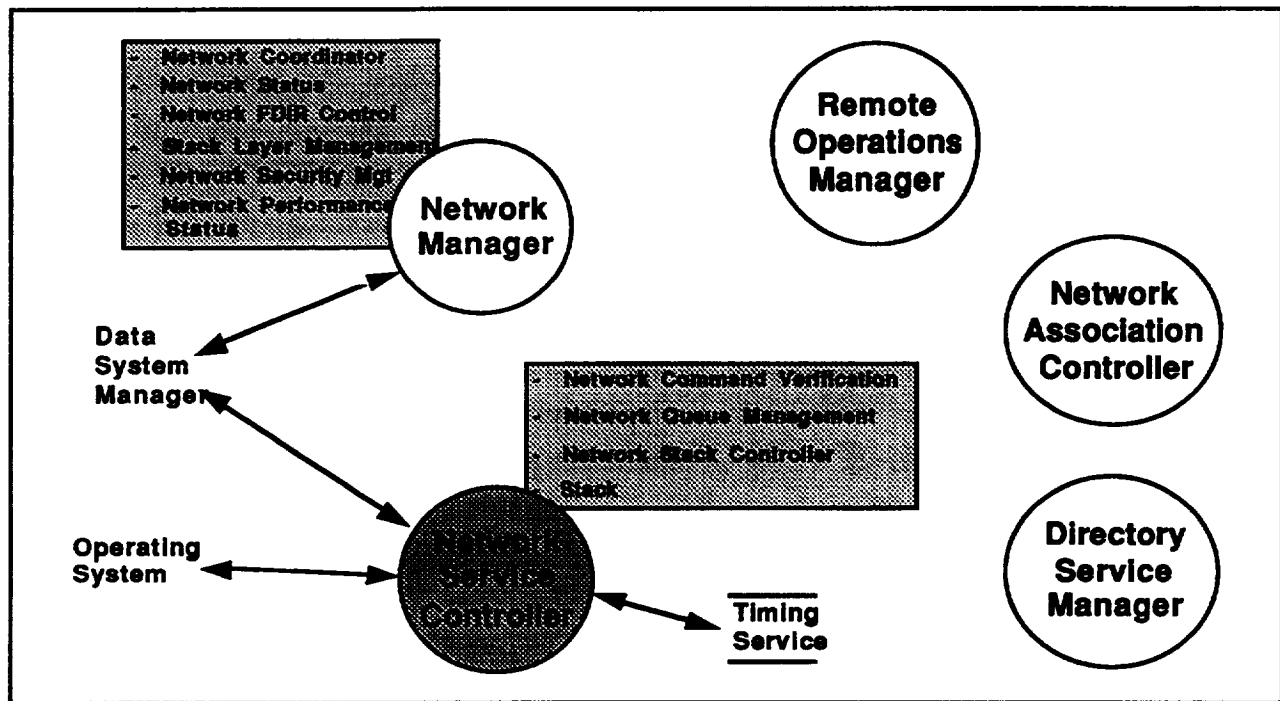 - Network Coordinator
- Network Status
- Network FDIR Control
- Stack Layer Management
- Network Security Mgt
- Network Performance
Status
Network
Manager
Remote
Operations
Manager
Network
Association
Controller
Data
System
Manager
- Network Command Verification
- Network Queue Management
- Network Stack Controller
- Stack
Network
Service
Controller
Operating
System
Timing
Service
Directory
Service
Manager